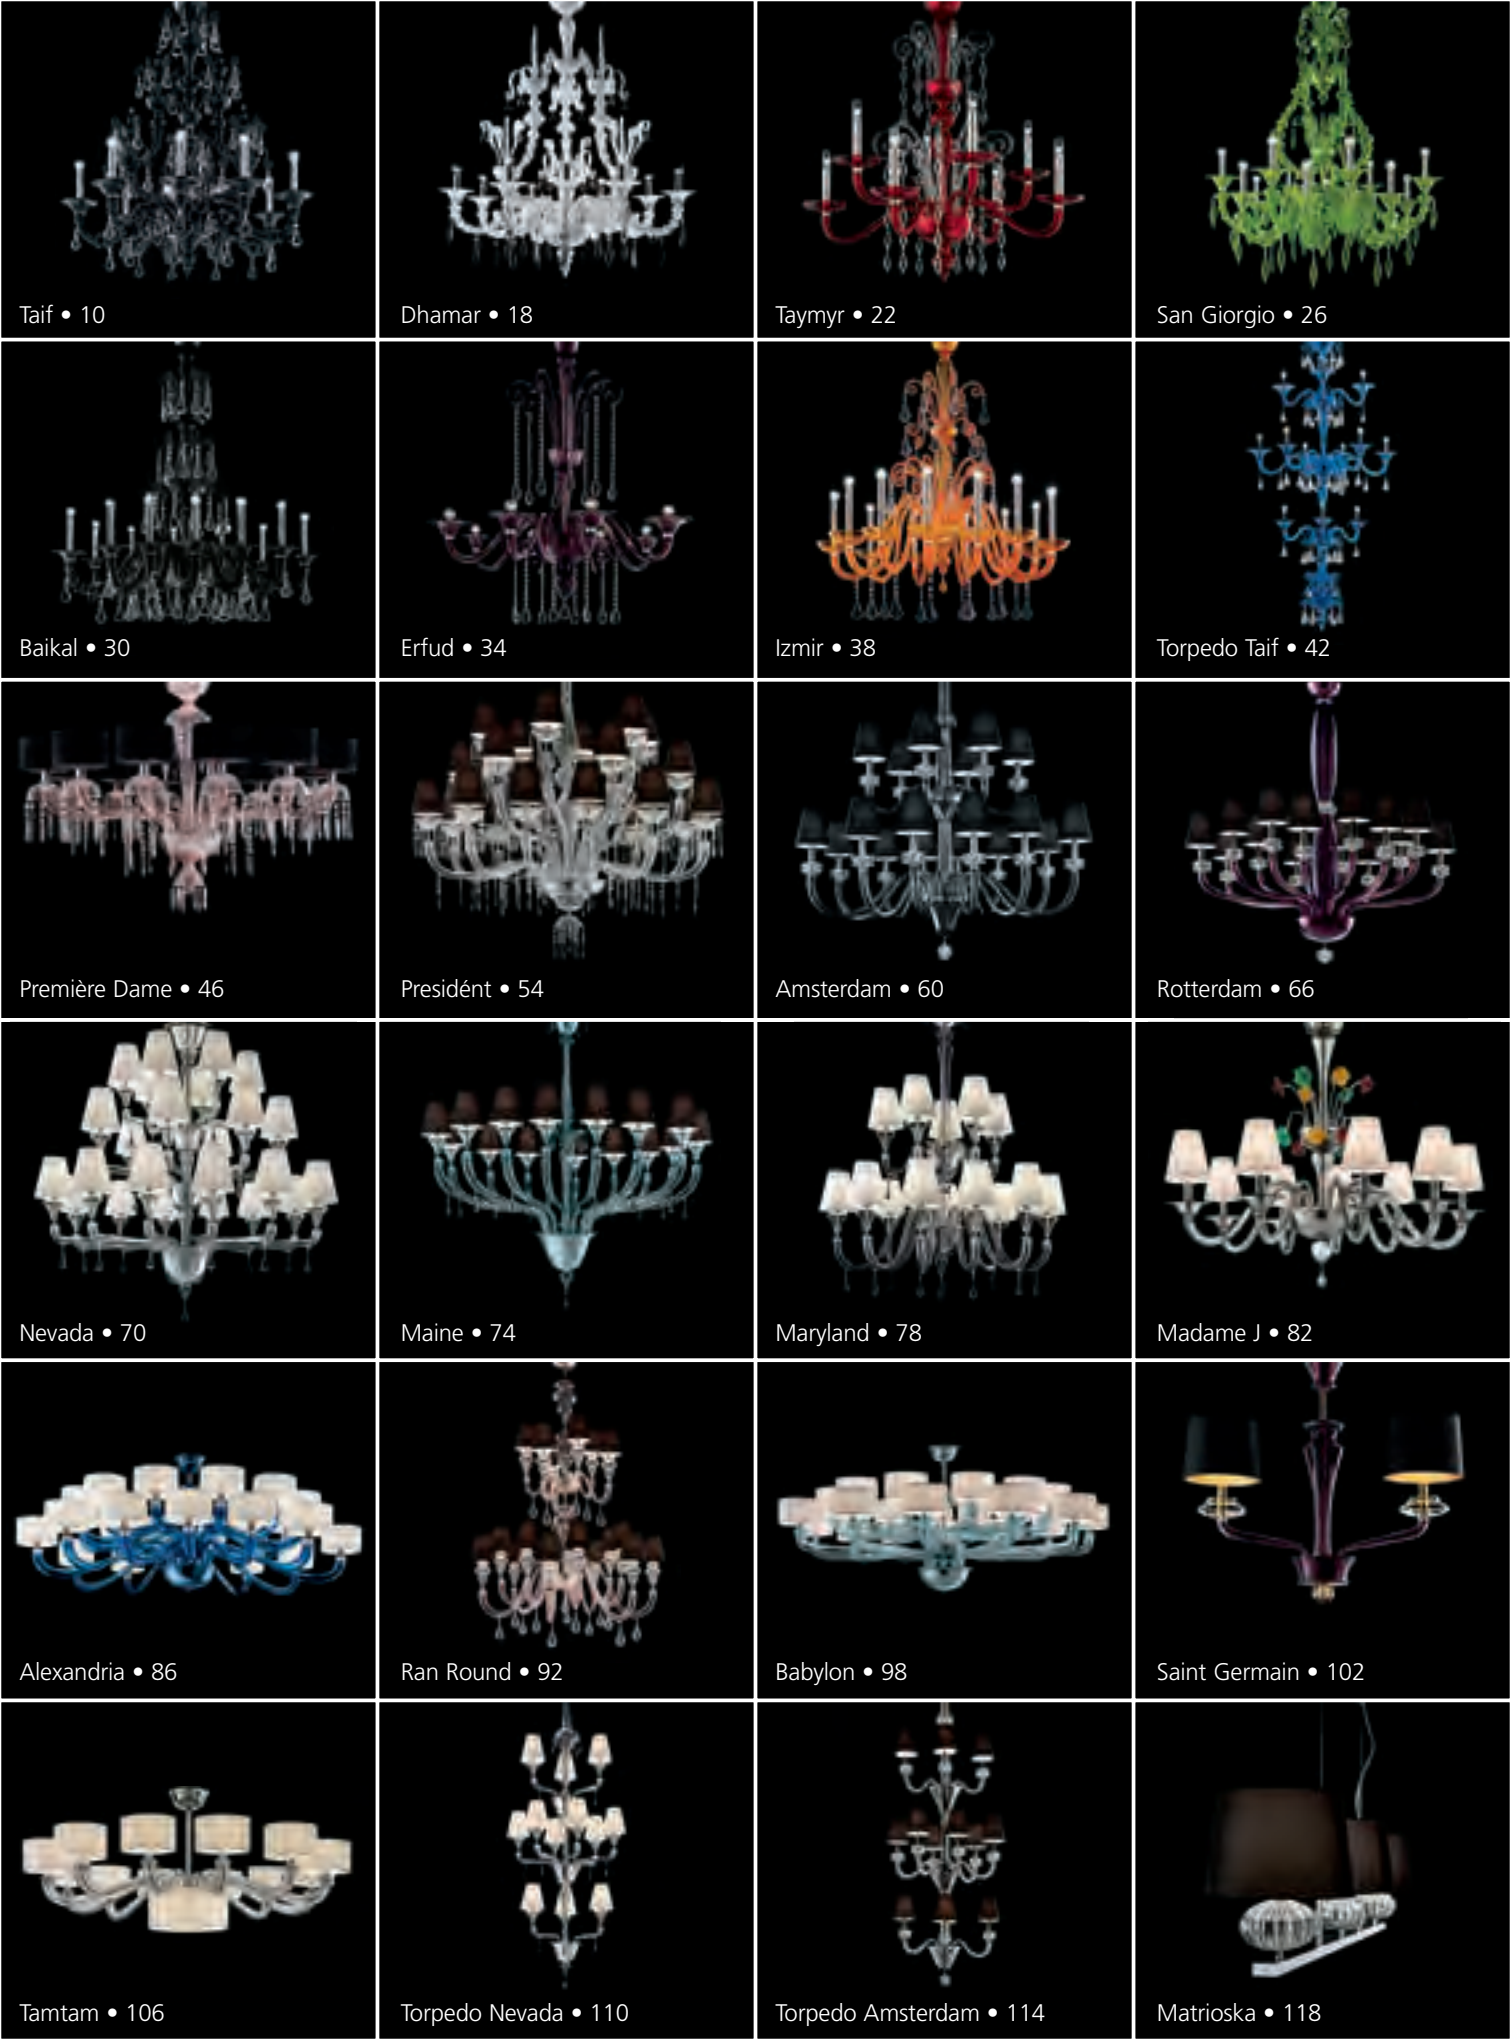 Taif • 10
Dhamar • 18
Taymyr • 22
San Giorgio • 26
Baikal • 30
Erfud • 34
Izmir • 38
Torpedo Taif • 42
Première Dame • 46
Presidént • 54
Amsterdam • 60
Rotterdam • 66
Nevada • 70
Maine • 74
Maryland • 78
Madame J • 82
Alexandria • 86
Ran Round • 92
Babylon • 98
Saint Germain • 102
Tamtam • 106
Torpedo Nevada • 110
Torpedo Amsterdam • 114
Matrioska • 118